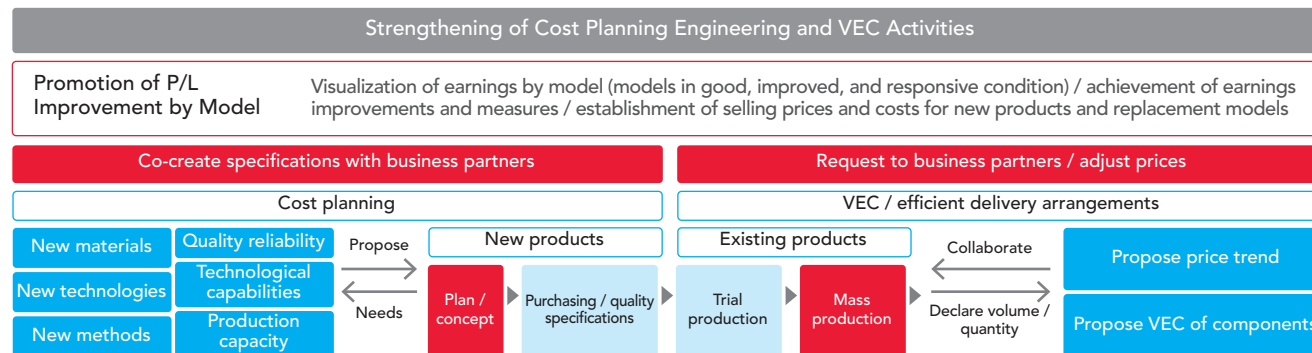 Strengthening of Cost Planning Engineering and VEC Activities
Promotion of P/L
Improvement by Model
Visualization of earnings by model (models in good, improved, and responsive condition) / achievement of earnings
improvements and measures / establishment of selling prices and costs for new products and replacement models
Co-create specifications with business partners
Request to business partners / adjust prices
Cost planning
VEC / efficient delivery arrangements
New materials
New technologies
New methods
Quality reliability
Technological
capabilities
Production
capacity
Propose
Needs
New products
Plan /
concept
Purchasing / quality
specifications
Existing products
Trial
production
Mass
production
Collaborate
Declare volume /
quantity
Propose price trend
Propose VEC of components